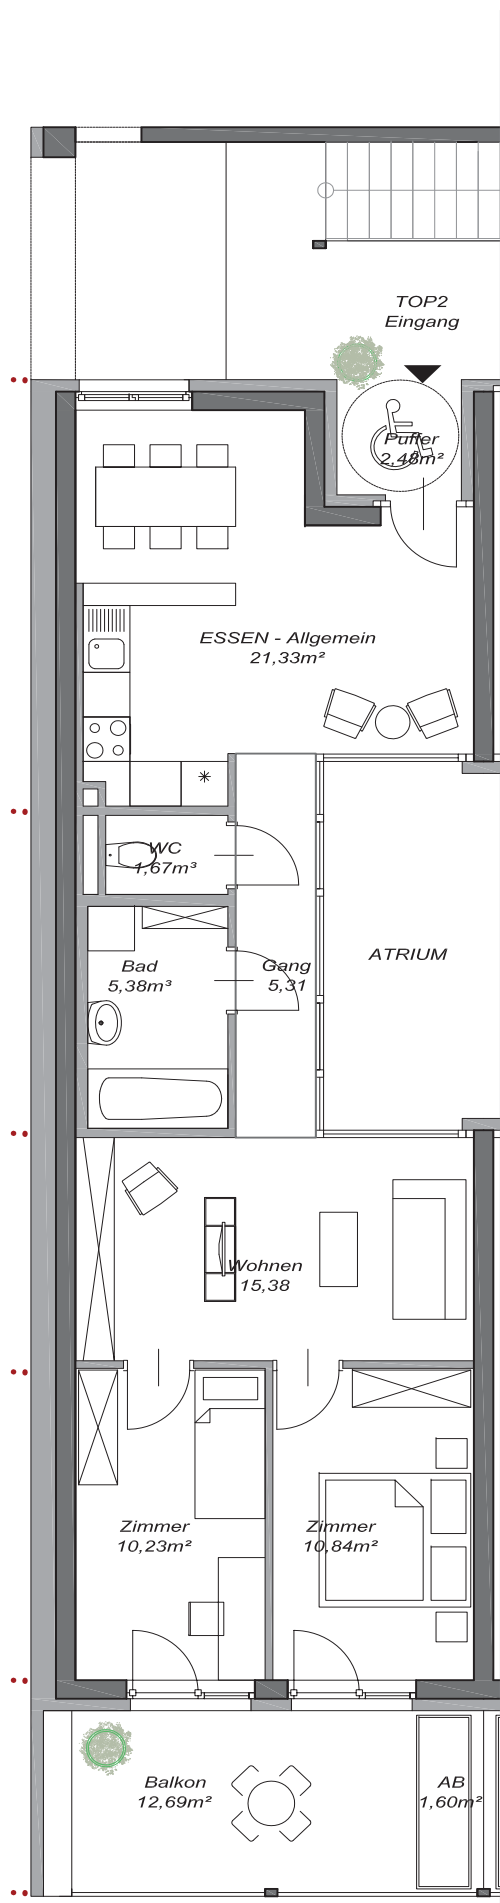 TOP2
Eingang
Puffer
2,48m²
ESSEN - Allgemein
21,33m²
WC
1,67m³
Bad
5,38m³
Gang
5,31
ATRIUM
Wohnen
15,38
Zimmer
10,23m²
Zimmer
10,84m²
Balkon
12,69m²
AB
1,60m²